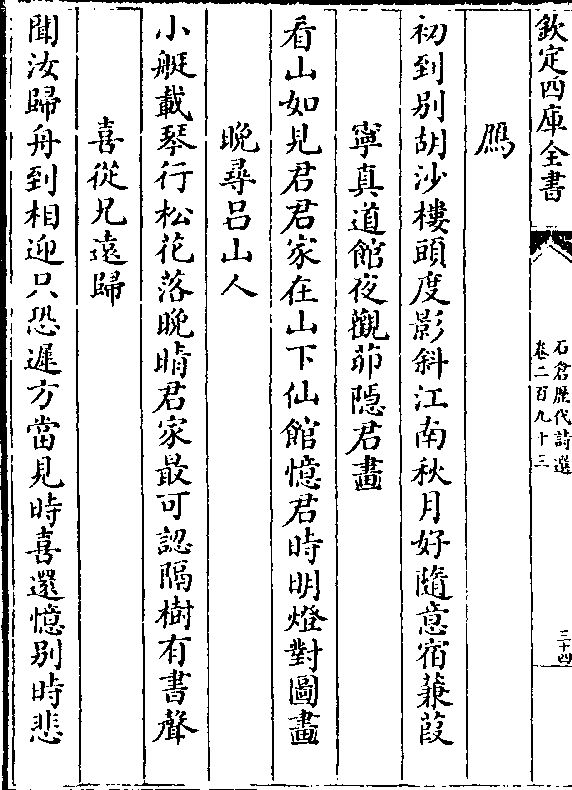 欽定四庫全書
石倉歷代詩選
卷二百九十三
三十四
鴈
初到別胡沙樓頭度影斜江南秋月好隨意宿蒹葭
寧真道館夜觀茆隱君畫
看山如見君君家在山下仙館憶君時明燈對圖畫
晚尋呂山人
小艇載琴行松花落晚晴君家最可認隔樹有書聲
喜從兄遠歸
聞汝歸舟到相迎只恐遲方當見時喜還憶別時悲